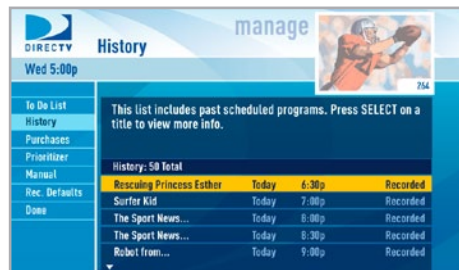 manage
DIRECTV
History
Wed 5:00p
264
To Do List
History
Purchases
Prioritizer
Manual
Rec. Defaults
Done
This list includes past scheduled programs. Press SELECT on a
title to view more info.
History: 50 Total
Rescuing Princess Esther Today 6:30p Recorded
Surfer Kid Today 7:00p Recorded
The Sport News... Today 8:00p Recorded
The Sport News... Today 8:30p Recorded
Robot from... Today 9:00p Recorded